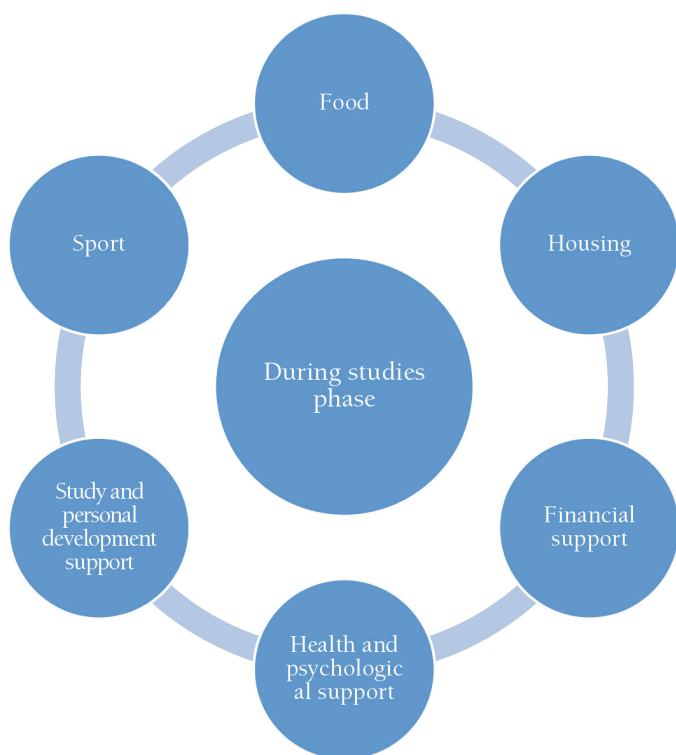 Food
Sport
Housing
During studies
phase
Study and
personal
development
support
Financial
support
Health and
psychologic
al support